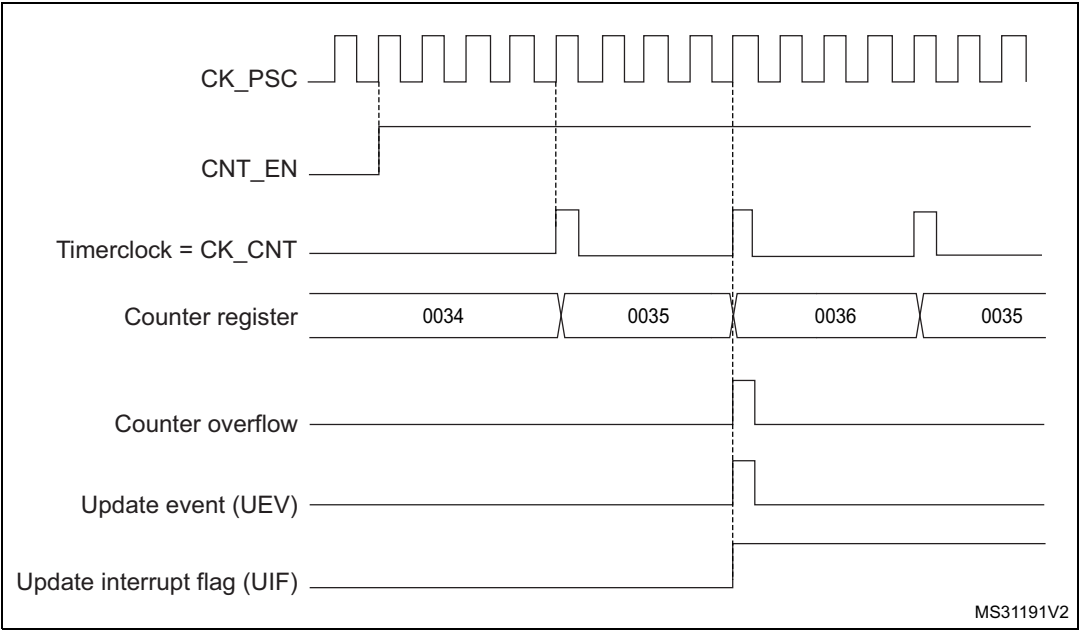 CK_PSC
CNT_EN
Timerclock = CK_CNT
Counter register 0034 0035 0036 0035
Counter overflow
Update event (UEV)
Update interrupt flag (UIF)
MS31191V2